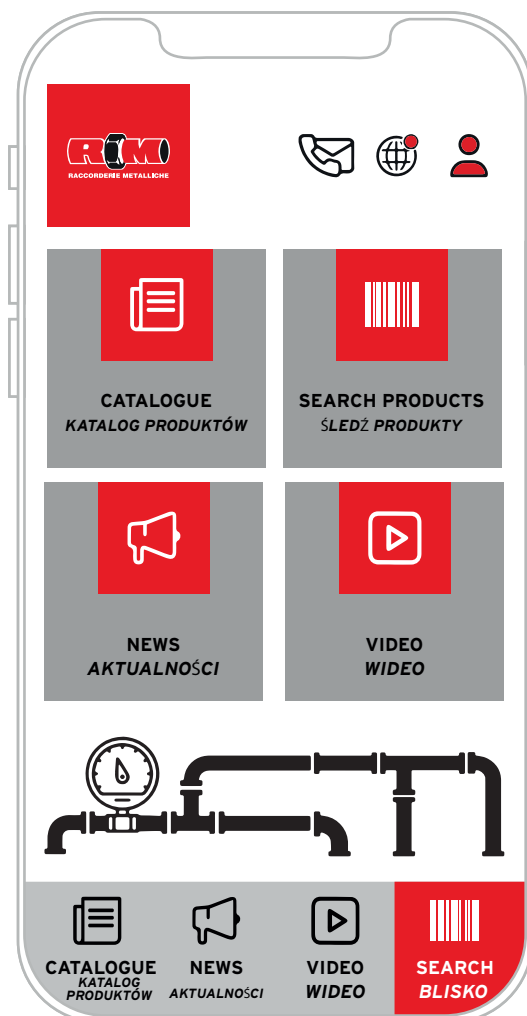 RM
RACCORDERIE METALLICHE
CATALOGUE
KATALOG PRODUKTÓW
SEARCH PRODUCTS
ŚLEDŹ PRODUKTY
NEWS
AKTUALNOŚCI
VIDEO
WIDEO
CATALOGUE
KATALOG
PRODUKTÓW
NEWS
AKTUALNOŚCI
VIDEO
WIDEO
SEARCH
BLISKO